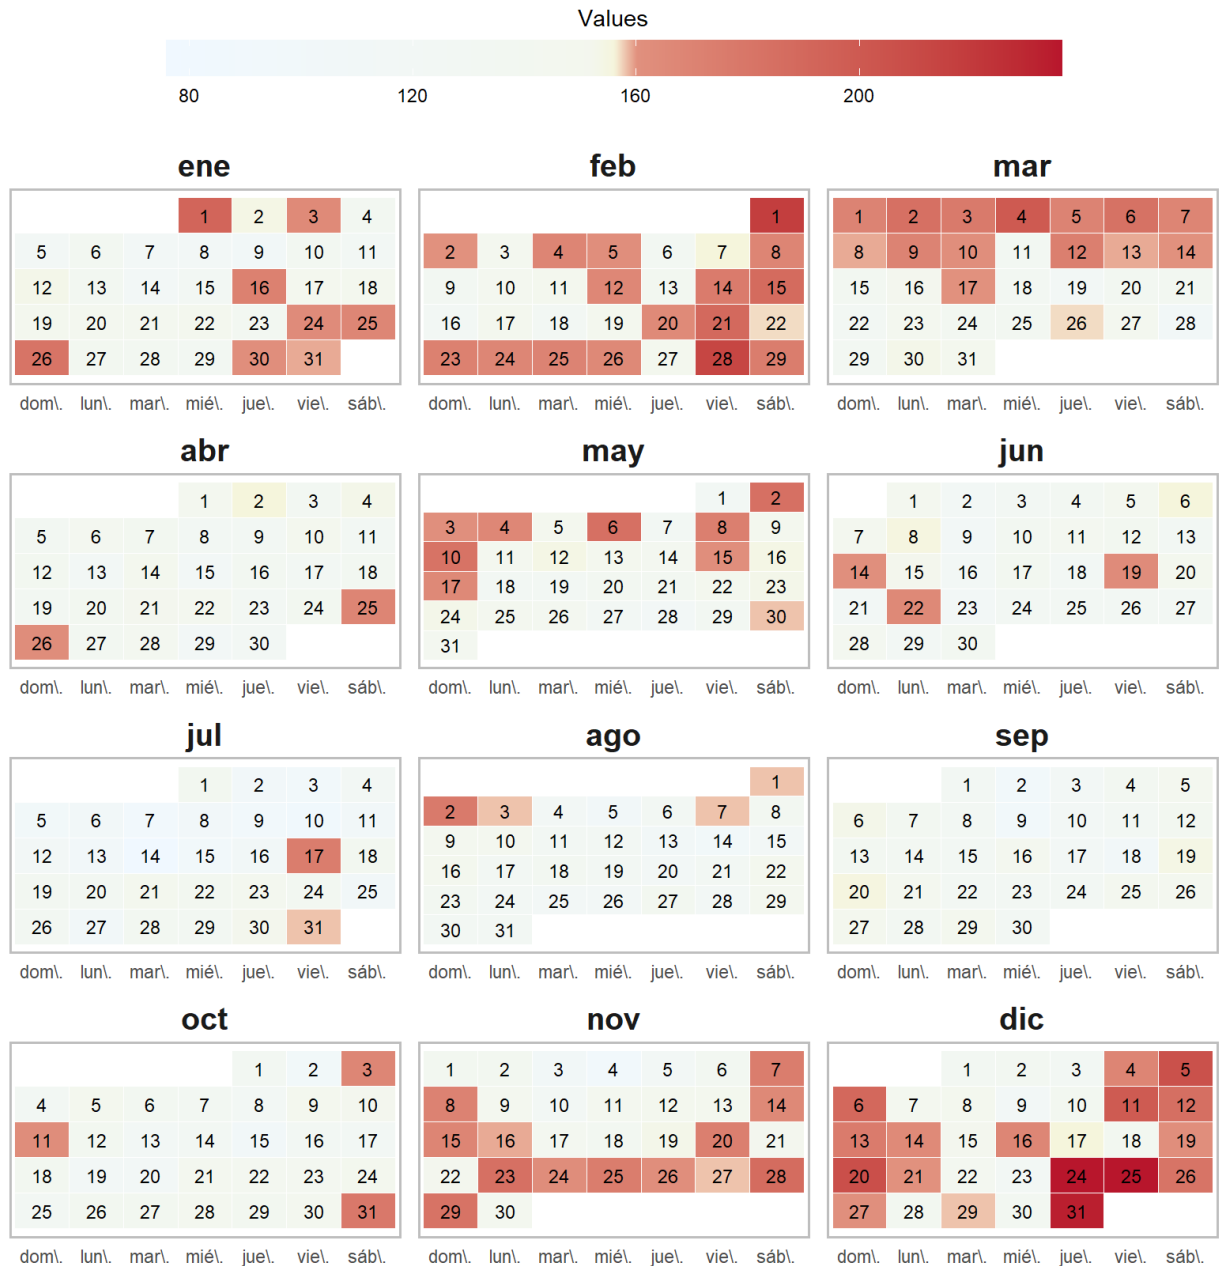 Values
80 120 160 200
ene feb mar
1 2 3 4 1 1 2 3 4 5 6 7
5 6 7 8 9 10 11 2 3 4 5 6 7 8 8 9 10 11 12 13 14
12 13 14 15 16 17 18 9 10 11 12 13 14 15 15 16 17 18 19 20 21
19 20 21 22 23 24 25 16 17 18 19 20 21 22 22 23 24 25 26 27 28
26 27 28 29 30 31 23 24 25 26 27 28 29 29 30 31
dom\. lun\. mar\. mié\. jue\. vie\. sáb\. dom\. lun\. mar\. mié\. jue\. vie\. sáb\. dom\. lun\. mar\. mié\. jue\. vie\. sáb\.
abr may jun
1 2 3 4 1 2 1 2 3 4 5 6
5 6 7 8 9 10 11 3 4 5 6 7 8 9 7 8 9 10 11 12 13
12 13 14 15 16 17 18 10 11 12 13 14 15 16 14 15 16 17 18 19 20
19 20 21 22 23 24 25 17 18 19 20 21 22 23 21 22 23 24 25 26 27
26 27 28 29 30 24 25 26 27 28 29 30 28 29 30
31
dom\. lun\. mar\. mié\. jue\. vie\. sáb\. dom\. lun\. mar\. mié\. jue\. vie\. sáb\. dom\. lun\. mar\. mié\. jue\. vie\. sáb\.
jul ago sep
1 2 3 4 1 1 2 3 4 5
5 6 7 8 9 10 11 2 3 4 5 6 7 8 6 7 8 9 10 11 12
12 13 14 15 16 17 18 9 10 11 12 13 14 15 13 14 15 16 17 18 19
19 20 21 22 23 24 25 16 17 18 19 20 21 22 20 21 22 23 24 25 26
26 27 28 29 30 31 23 24 25 26 27 28 29 27 28 29 30
30 31
dom\. lun\. mar\. mié\. jue\. vie\. sáb\. dom\. lun\. mar\. mié\. jue\. vie\. sáb\. dom\. lun\. mar\. mié\. jue\. vie\. sáb\.
oct nov dic
1 2 3 1 2 3 4 5 6 7 1 2 3 4 5
4 5 6 7 8 9 10 8 9 10 11 12 13 14 6 7 8 9 10 11 12
11 12 13 14 15 16 17 15 16 17 18 19 20 21 13 14 15 16 17 18 19
18 19 20 21 22 23 24 22 23 24 25 26 27 28 20 21 22 23 24 25 26
25 26 27 28 29 30 31 29 30 27 28 29 30 31
dom\. lun\. mar\. mié\. jue\. vie\. sáb\. dom\. lun\. mar\. mié\. jue\. vie\. sáb\. dom\. lun\. mar\. mié\. jue\. vie\. sáb\.